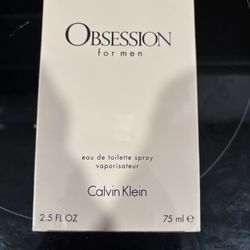 OBSESSION
for men
eau de toilette spray
vaporisateur
Calvin Klein
2.5 FL OZ 75 ml ℮